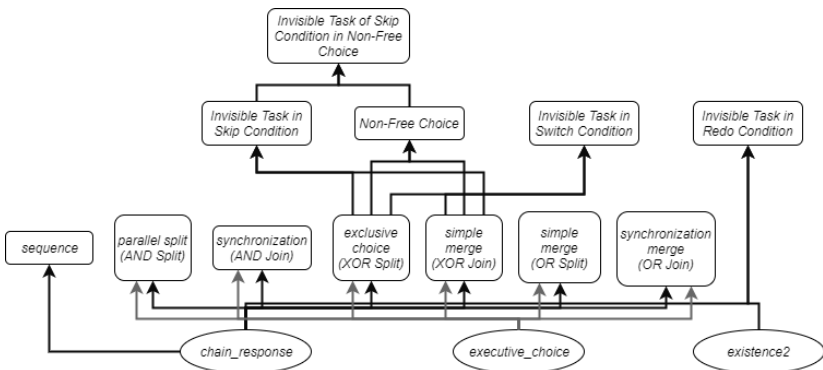 Invisible Task of Skip
Condition in Non-Free
Choice
Invisible Task in
Skip Condition
Non-Free Choice
Invisible Task in
Switch Condition
Invisible Task in
Redo Condition
sequence
parallel split
(AND Split)
synchronization
(AND Join)
exclusive
choice
(XOR Split)
simple
merge
(XOR Join)
simple
merge
(OR Split)
synchronization
merge
(OR Join)
chain_response
executive_choice
existence2